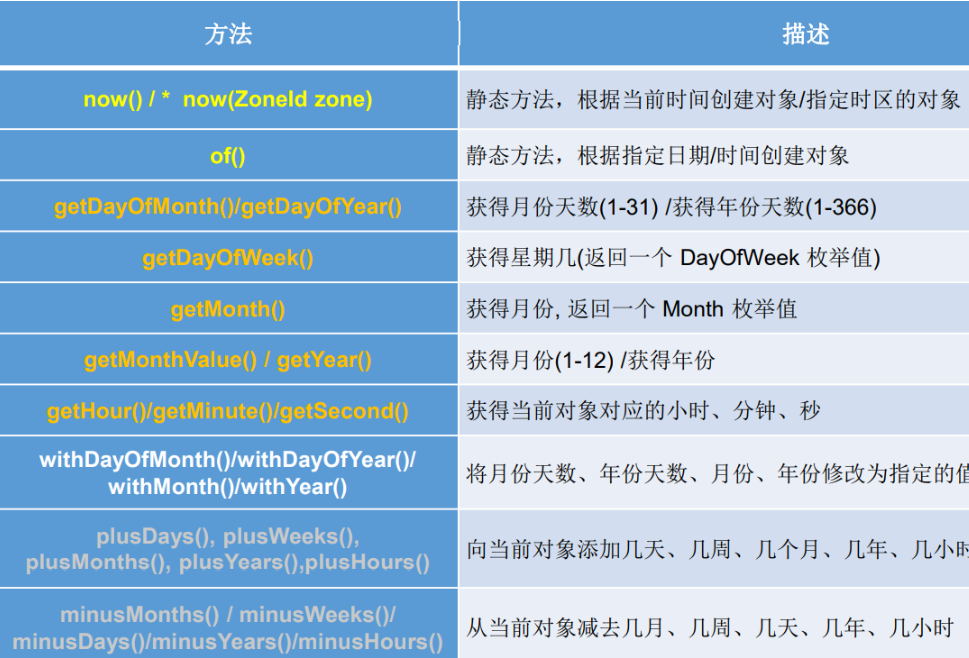 方法
描述
now() / *  now(ZoneId zone)
静态方法，根据当前时间创建对象/指定时区的对象
of()
静态方法，根据指定日期/时间创建对象
getDayOfMonth()/getDayOfYear()
获得月份天数(1-31) /获得年份天数(1-366)
getDayOfWeek()
获得星期几(返回一个 DayOfWeek 枚举值)
getMonth()
获得月份, 返回一个 Month 枚举值
getMonthValue() / getYear()
获得月份(1-12) /获得年份
getHour()/getMinute()/getSecond()
获得当前对象对应的小时、分钟、秒
withDayOfMonth()/withDayOfYear()/
withMonth()/withYear()
将月份天数、年份天数、月份、年份修改为指定的值
plusDays(), plusWeeks(),
plusMonths(), plusYears(),plusHours()
向当前对象添加几天、几周、几个月、几年、几小时
minusMonths() / minusWeeks()/
minusDays()/minusYears()/minusHours()
从当前对象减去几月、几周、几天、几年、几小时